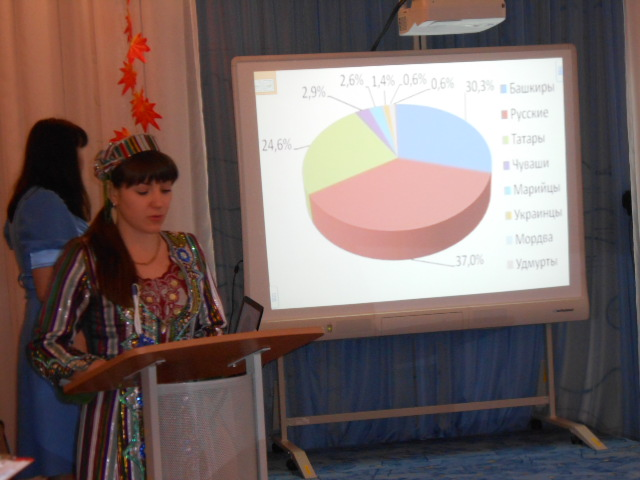 2,6%
1,4%
0,6%
0,6%
30,3%
2,9%
24,6%
37,0%
Башкиры
Русские
Татары
Чуваши
Марийцы
Украинцы
Мордва
Удмурты